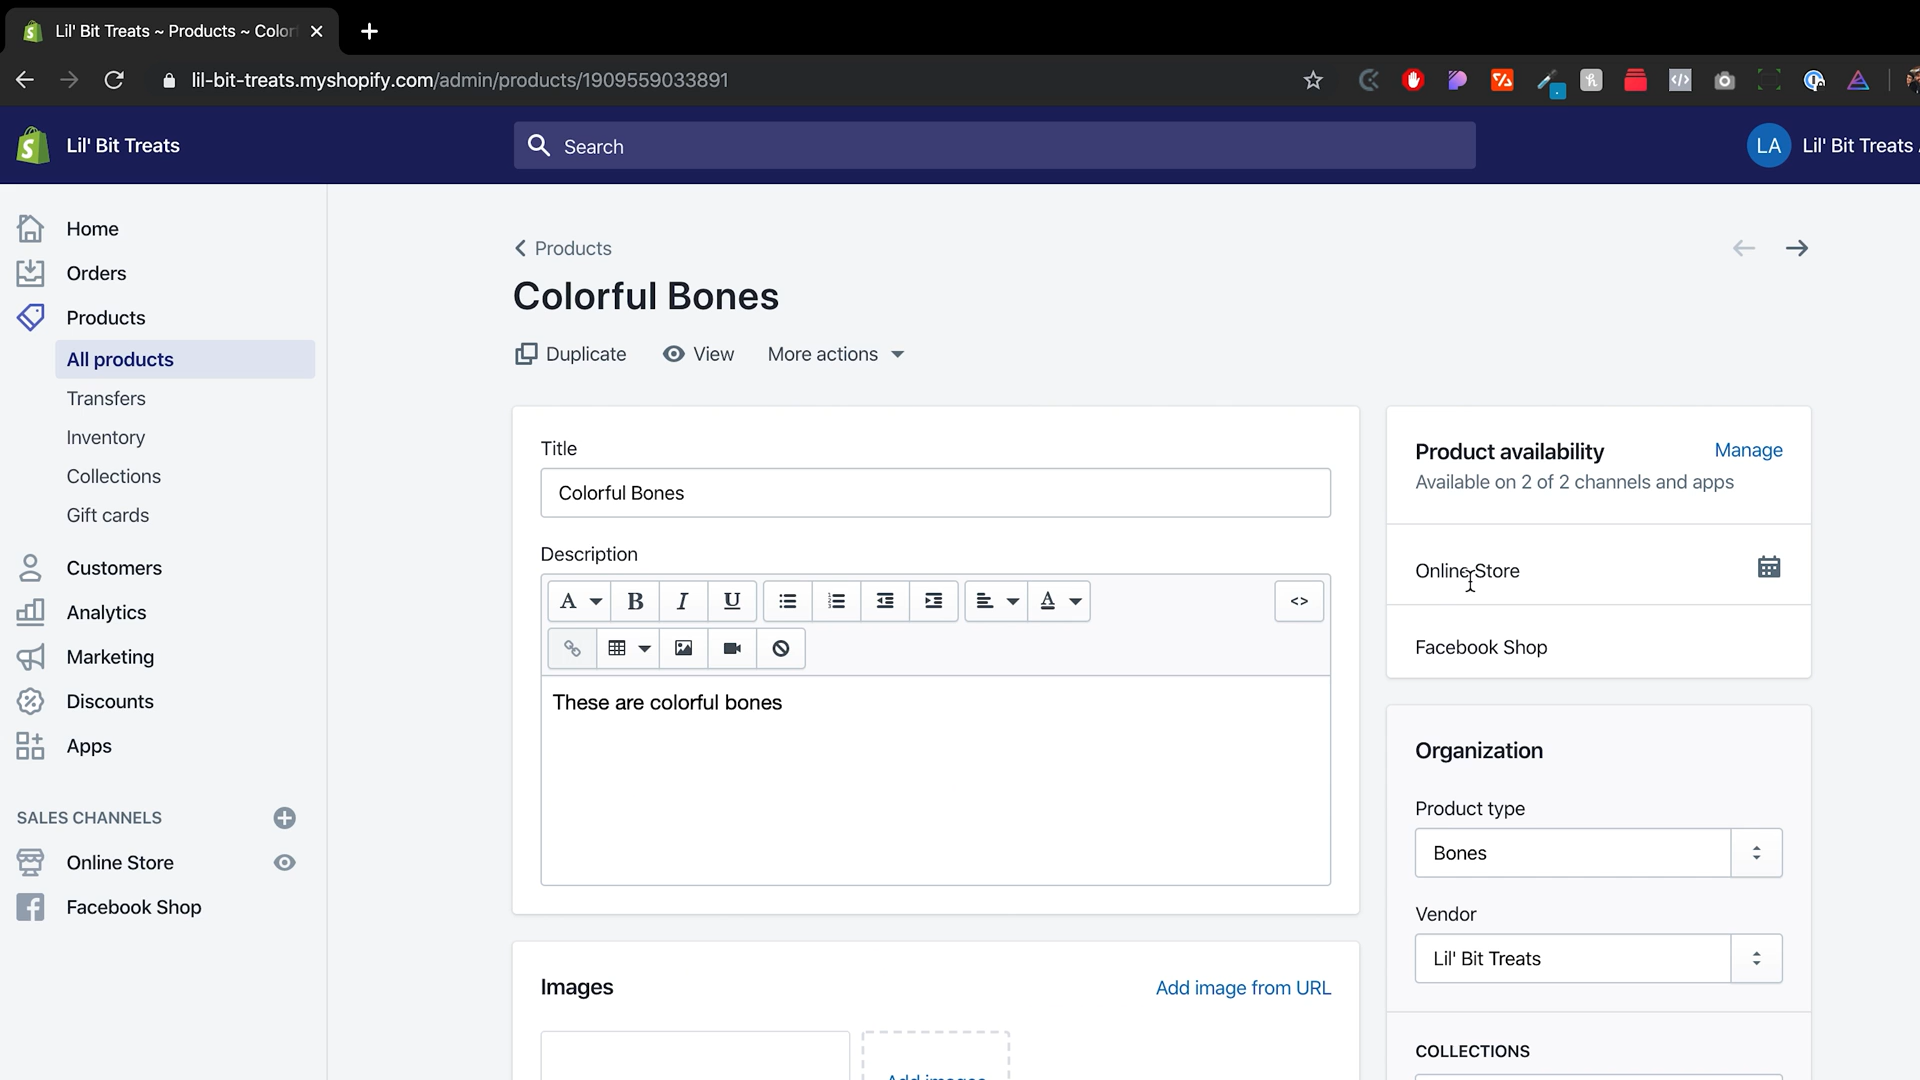 Lil' Bit Treats ~ Products ~ Color
lil-bit-treats.myshopify.com/admin/products/1909559033891
Lil' Bit Treats
Search
LA
Lil' Bit Treats
Home
Orders
Products
All products
Transfers
Inventory
Collections
Gift cards
Customers
Analytics
Marketing
Discounts
Apps
SALES CHANNELS
Online Store
Facebook Shop
Products
Colorful Bones
Duplicate
View
More actions
Title
Colorful Bones
Description
A
B
I
U
A
<>
These are colorful bones
Images
Add image from URL
Add images
Product availability
Manage
Available on 2 of 2 channels and apps
Online Store
Facebook Shop
Organization
Product type
Bones
Vendor
Lil' Bit Treats
COLLECTIONS